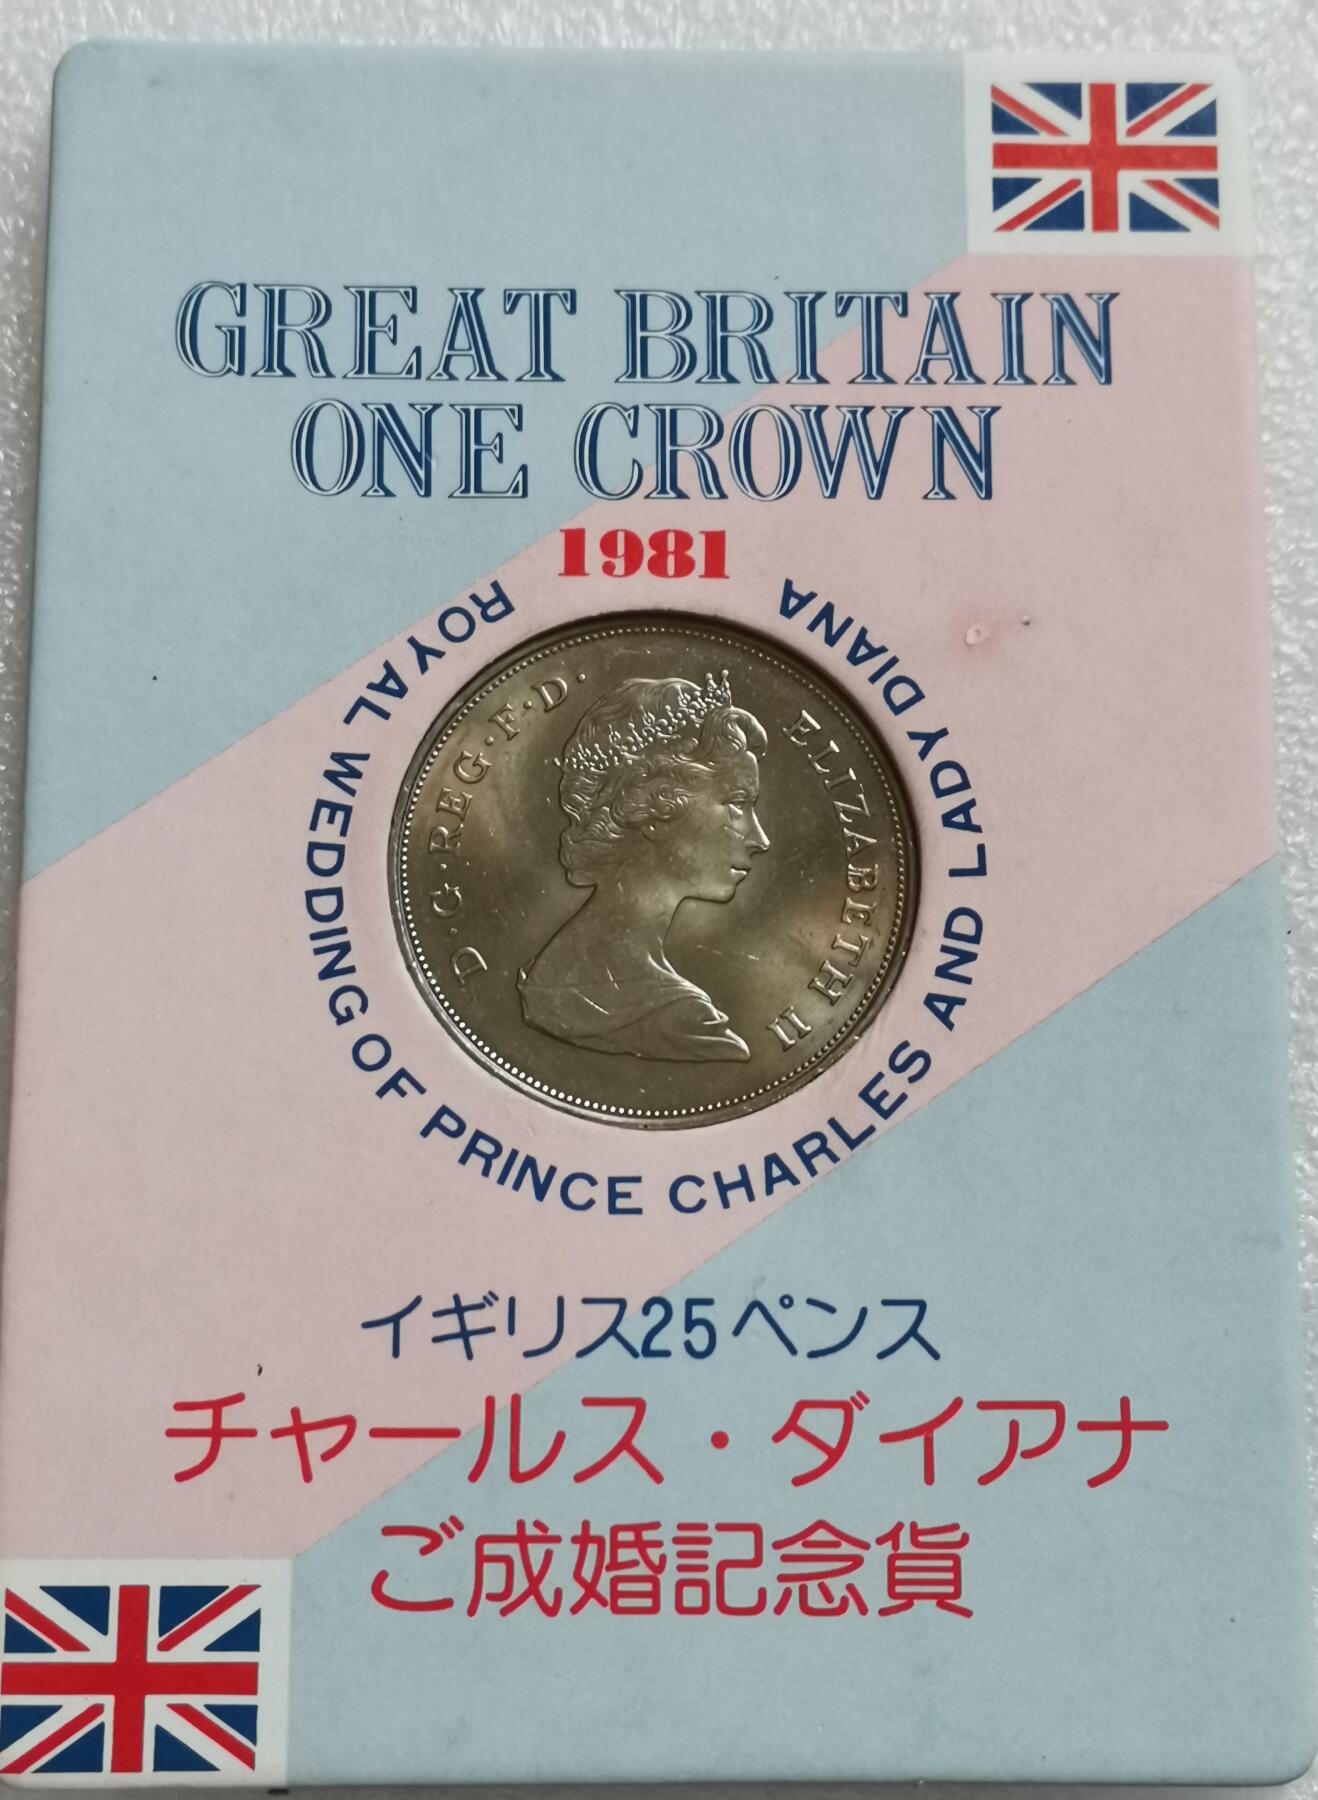 GREAT BRITAIN
ONE CROWN
1981
ROYAL WEDDING OF PRINCE CHARLES AND LADY DIANA
D·G·REG·F·D· ELIZABETH II
イギリス25ペンス
チャールス・ダイアナ
ご成婚記念貨